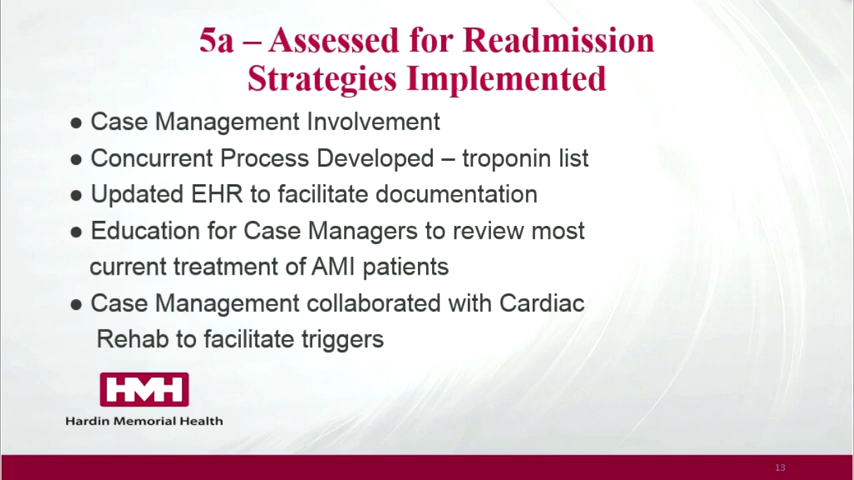 5a – Assessed for Readmission
Strategies Implemented
● Case Management Involvement
● Concurrent Process Developed – troponin list
● Updated EHR to facilitate documentation
● Education for Case Managers to review most
current treatment of AMI patients
● Case Management collaborated with Cardiac
Rehab to facilitate triggers
HMH
Hardin Memorial Health
13